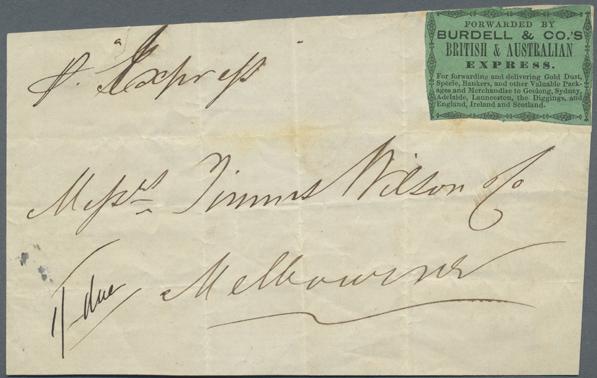 FORWARDED BY
BURDELL & CO.'S
BRITISH & AUSTRALIAN
EXPRESS.
For forwarding and delivering Gold Dust,
Specie, Bankers, and other Valuable Pack-
ages and Merchandise to Geelong, Sydney,
Adelaide, Launceston, the Diggings, and
England, Ireland and Scotland.
p. Express
Messrs Timms Wilson & Co
Melbourne
1/- due